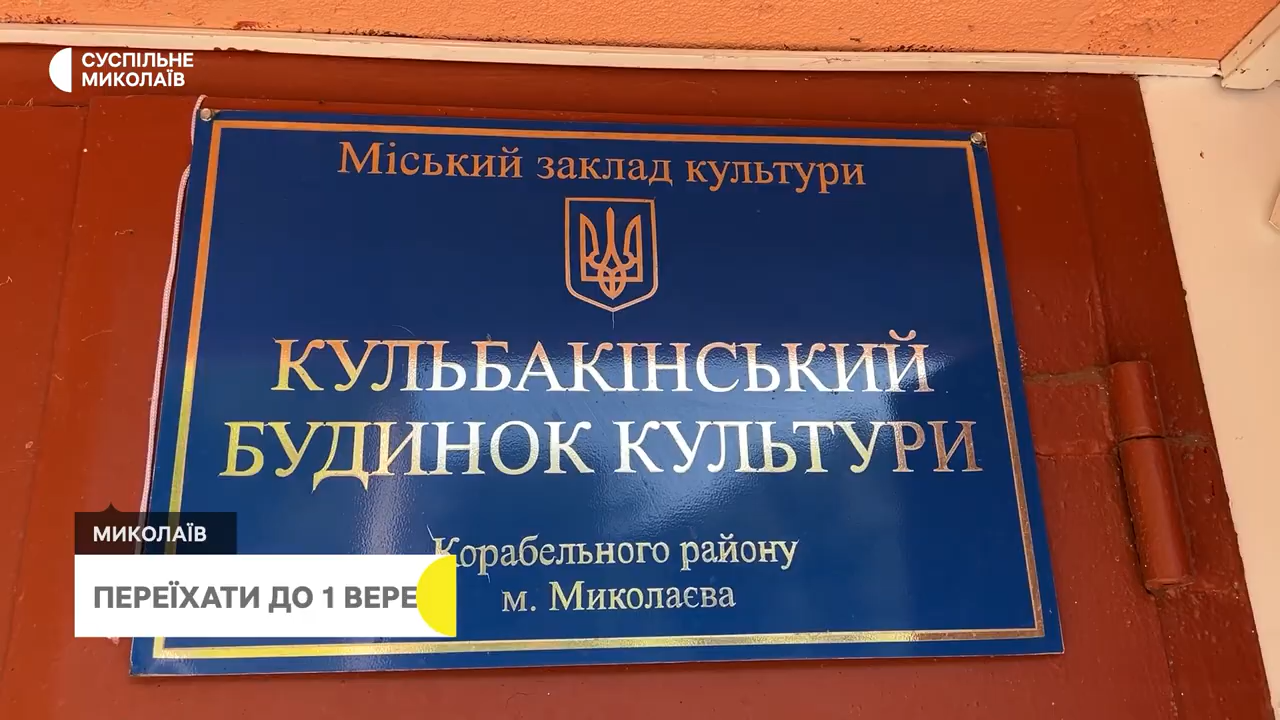 СУСПІЛЬНЕ
МИКОЛАЇВ
Міський заклад культури
КУЛЬБАКІНСЬКИЙ
БУДИНОК КУЛЬТУРИ
Корабельного району
м. Миколаєва
МИКОЛАЇВ
ПЕРЕЇХАТИ ДО 1 ВЕРЕ